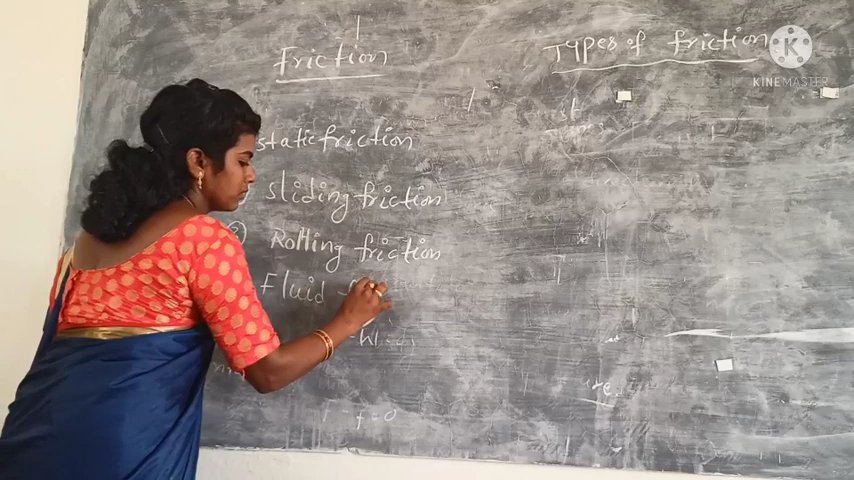 Friction
Types of friction
static friction
sliding friction
Rolling friction
Fluid f
K
KINEMASTER